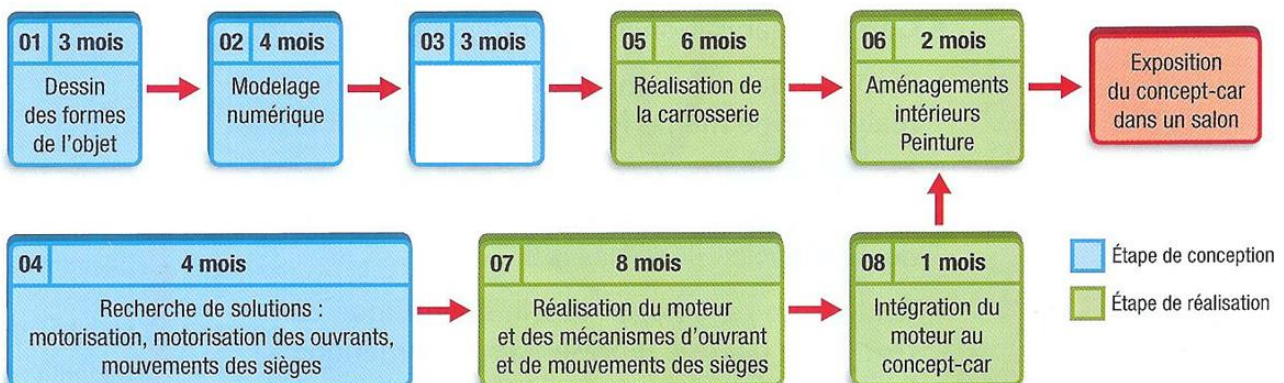 01 3 mois
Dessin
des formes
de l'objet
02 4 mois
Modelage
numérique
03 3 mois
05 6 mois
Réalisation de
la carrosserie
06 2 mois
Aménagements
intérieurs
Peinture
Exposition
du concept-car
dans un salon
04 4 mois
Recherche de solutions :
motorisation, motorisation des ouvrants,
mouvements des sièges
07 8 mois
Réalisation du moteur
et des mécanismes d'ouvrant
et de mouvements des sièges
08 1 mois
Intégration du
moteur au
concept-car
Étape de conception
Étape de réalisation